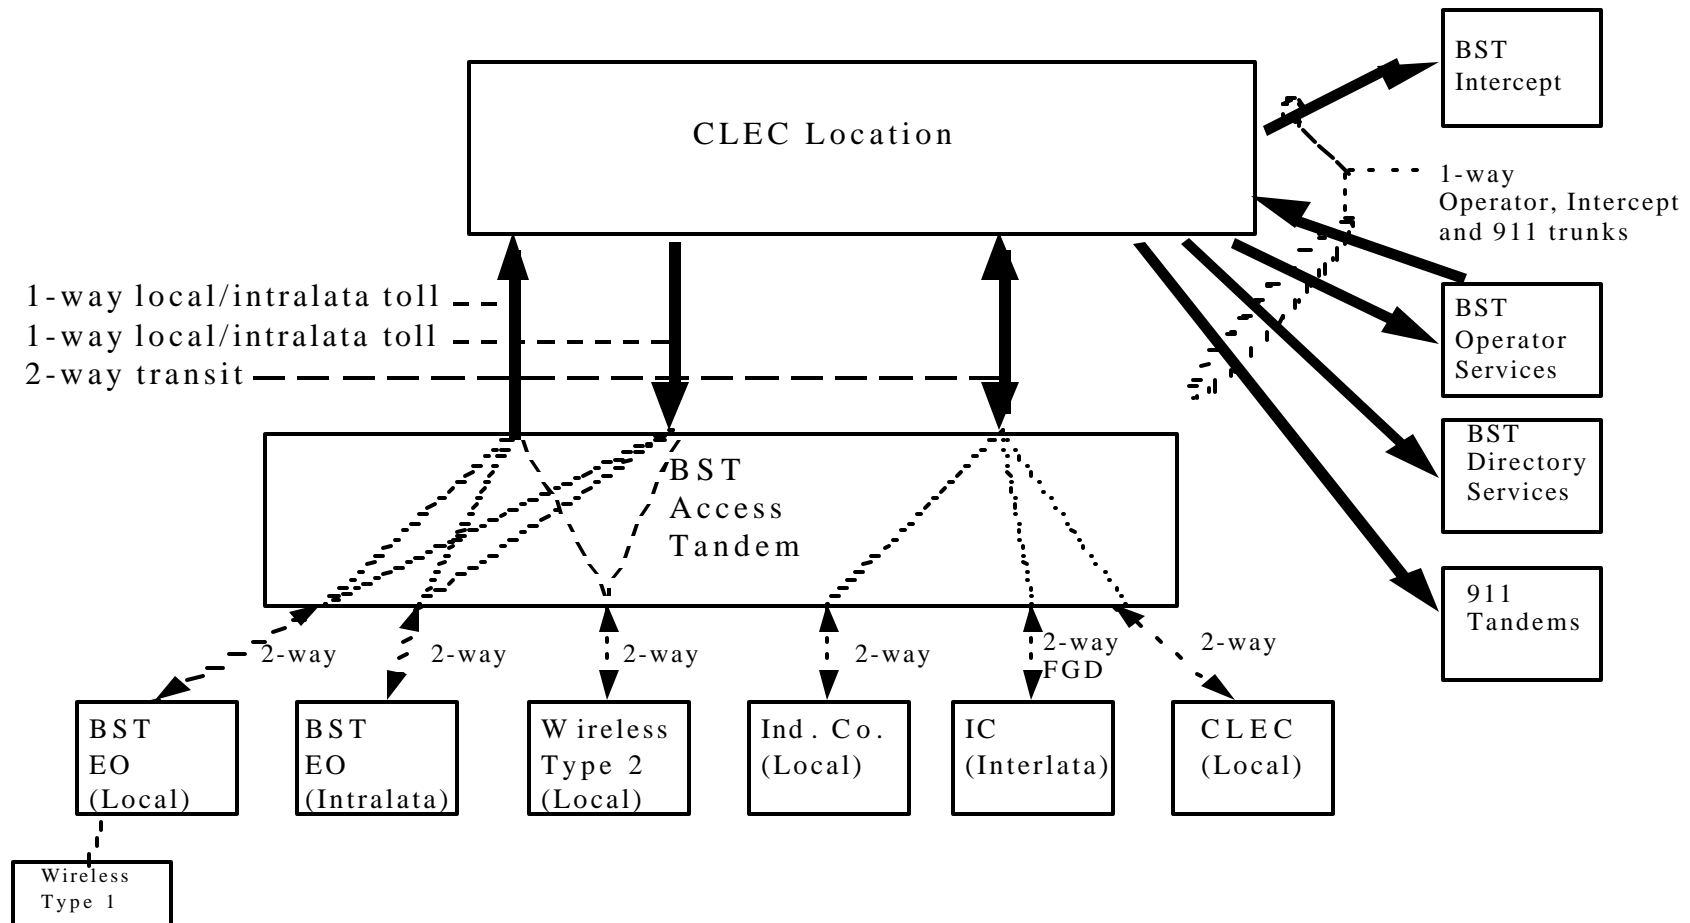 BST
Intercept
CLEC Location
1-way
Operator, Intercept
and 911 trunks
1-way local/intralata toll
1-way local/intralata toll
2-way transit
BST
Operator
Services
BST
Directory
Services
BST
Access
Tandem
911
Tandems
2-way
2-way
2-way
2-way
2-way
FGD
2-way
BST
EO
(Local)
BST
EO
(Intralata)
Wireless
Type 2
(Local)
Ind. Co.
(Local)
IC
(Interlata)
CLEC
(Local)
Wireless
Type 1